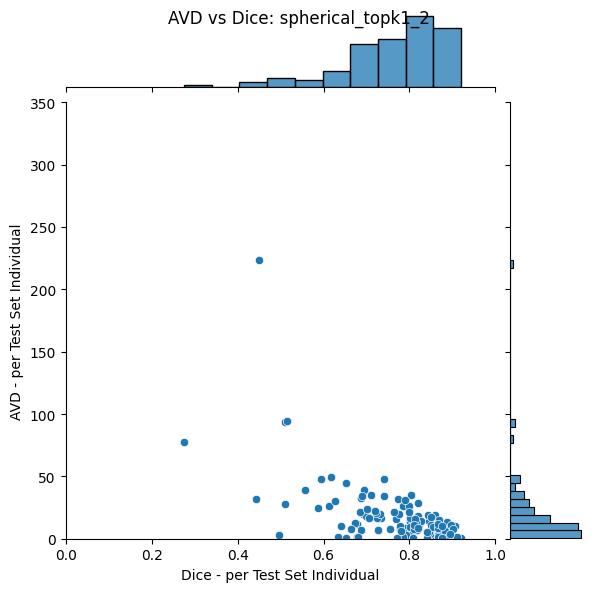 AVD vs Dice: spherical_topk1_2
350
300
250
200
150
100
50
0
AVD - per Test Set Individual
0.0 0.2 0.4 0.6 0.8 1.0
Dice - per Test Set Individual